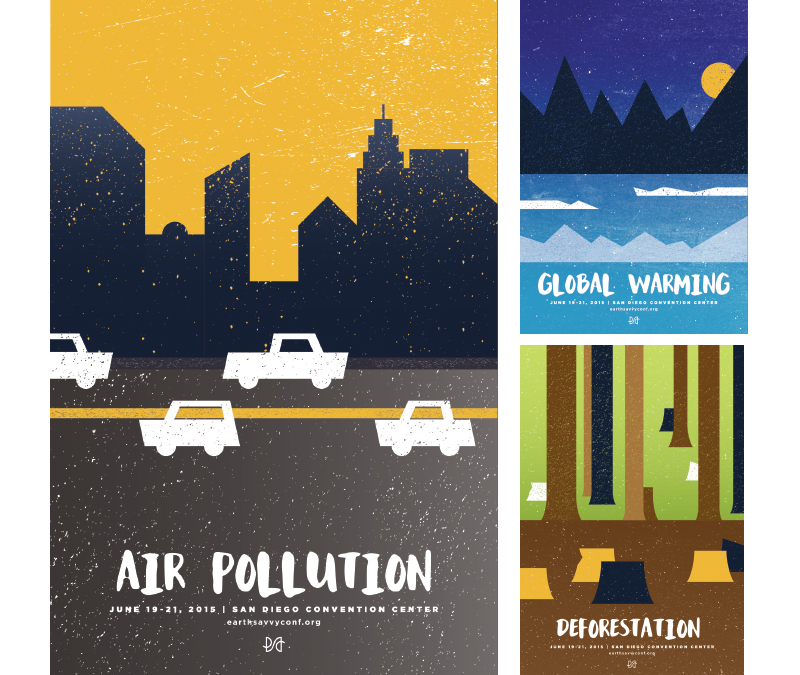 AIR POLLUTION
JUNE 19-21, 2015 | SAN DIEGO CONVENTION CENTER
earthsavvyconf.org
GLOBAL WARMING
JUNE 19-21, 2015 | SAN DIEGO CONVENTION CENTER
earthsavvyconf.org
DEFORESTATION
JUNE 19-21, 2015 | SAN DIEGO CONVENTION CENTER
earthsavvyconf.org